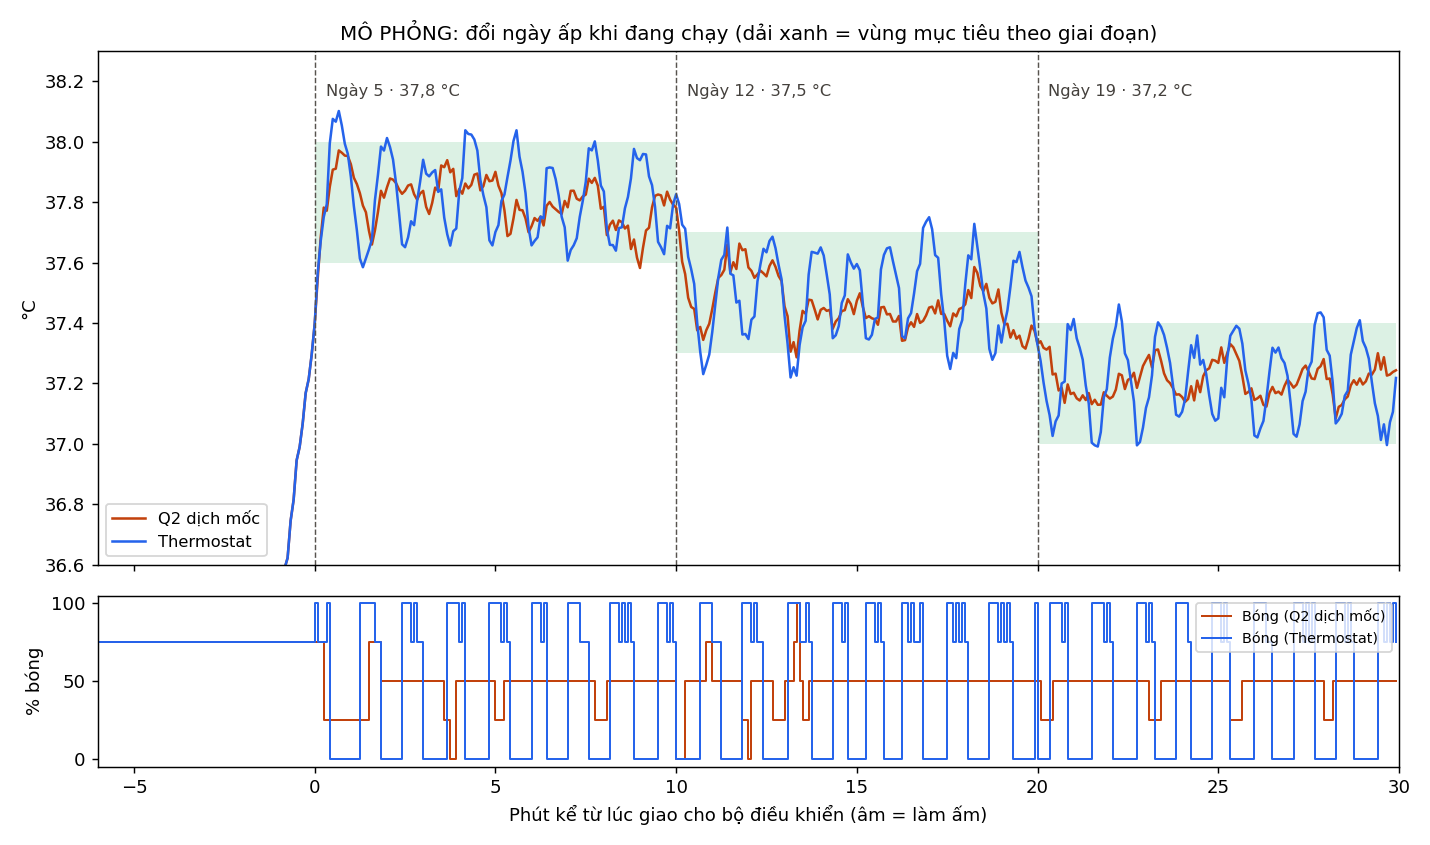 MÔ PHỎNG: đổi ngày ấp khi đang chạy (dải xanh = vùng mục tiêu theo giai đoạn)
Ngày 5 · 37,8 °C
Ngày 12 · 37,5 °C
Ngày 19 · 37,2 °C
38.2
38.0
37.8
37.6
37.4
37.2
37.0
36.8
36.6
°C
Q2 dịch mốc
Thermostat
100
50
0
% bóng
Bóng (Q2 dịch mốc)
Bóng (Thermostat)
−5
0
5
10
15
20
25
30
Phút kể từ lúc giao cho bộ điều khiển (âm = làm ấm)